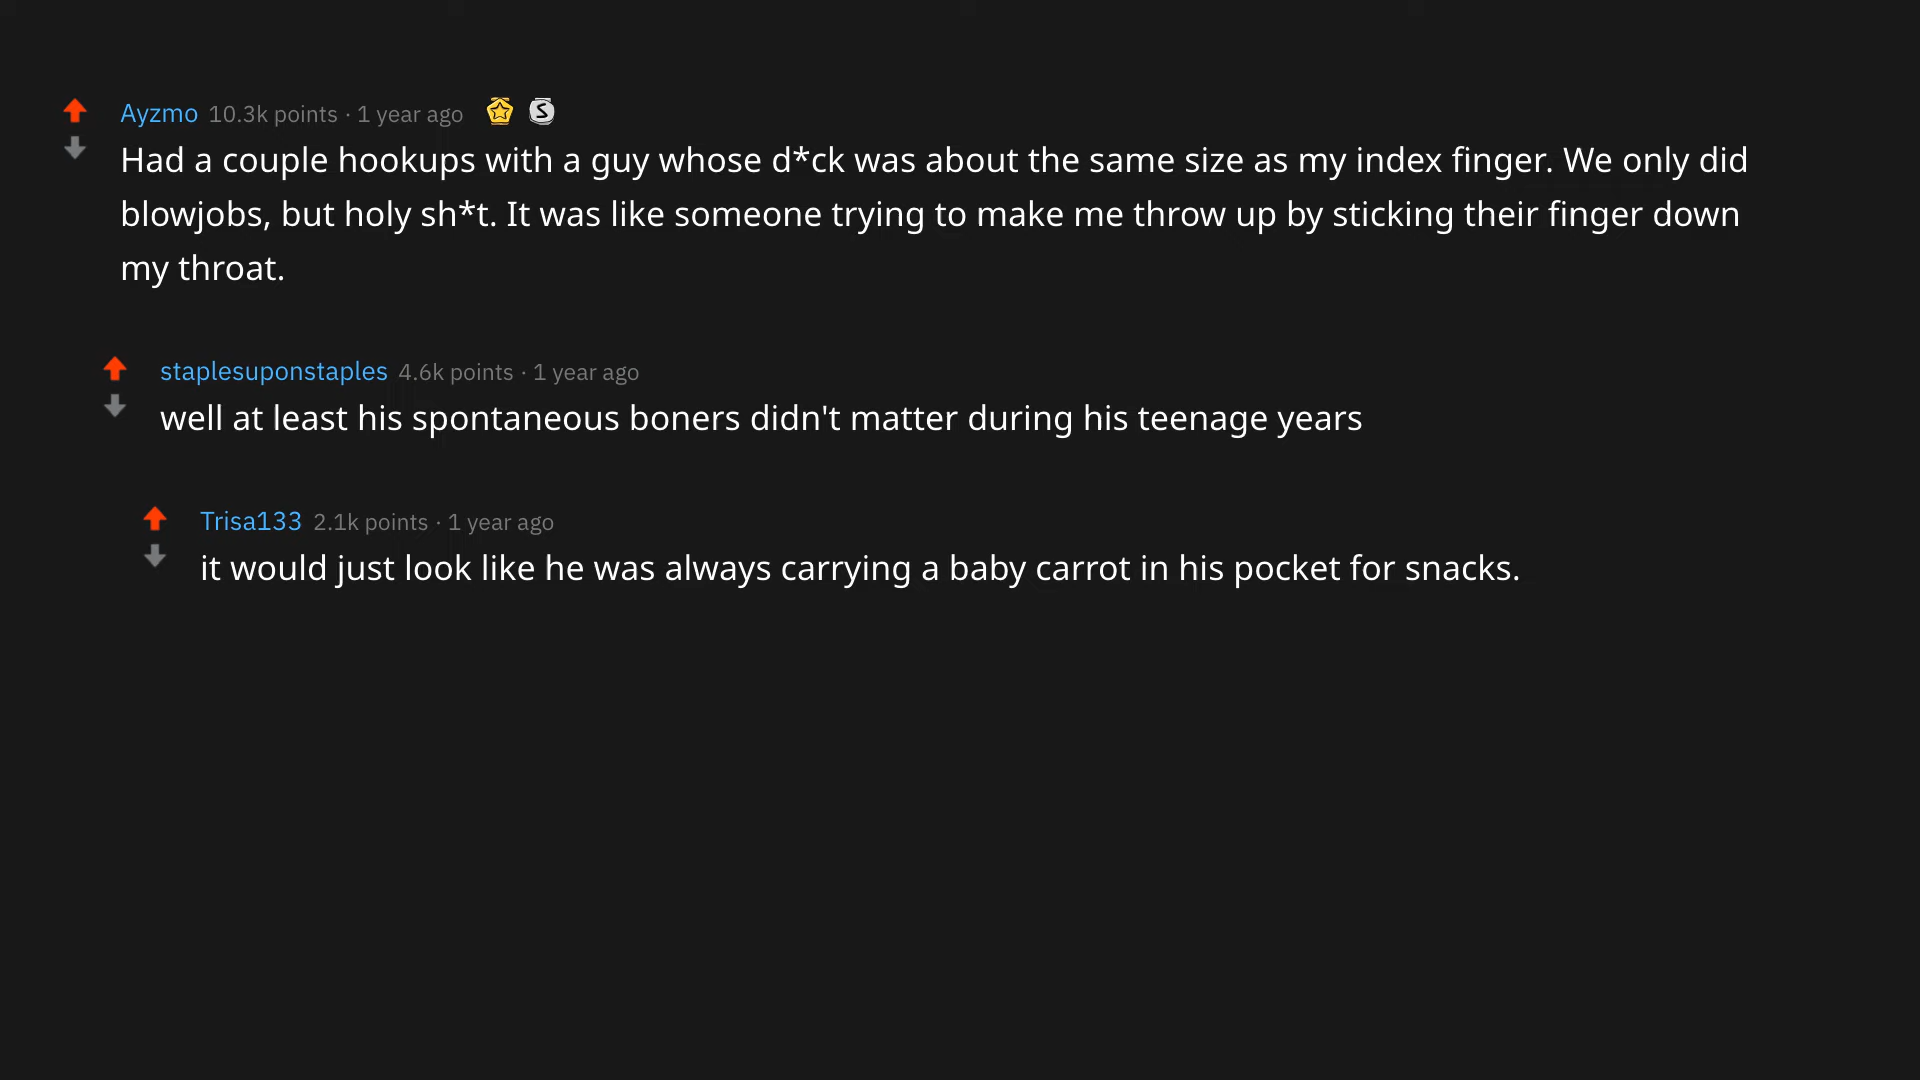 Ayzmo 10.3k points · 1 year ago S
Had a couple hookups with a guy whose d*ck was about the same size as my index finger. We only did
blowjobs, but holy sh*t. It was like someone trying to make me throw up by sticking their finger down
my throat.
staplesuponstaples 4.6k points · 1 year ago
well at least his spontaneous boners didn't matter during his teenage years
Trisa133 2.1k points · 1 year ago
it would just look like he was always carrying a baby carrot in his pocket for snacks.